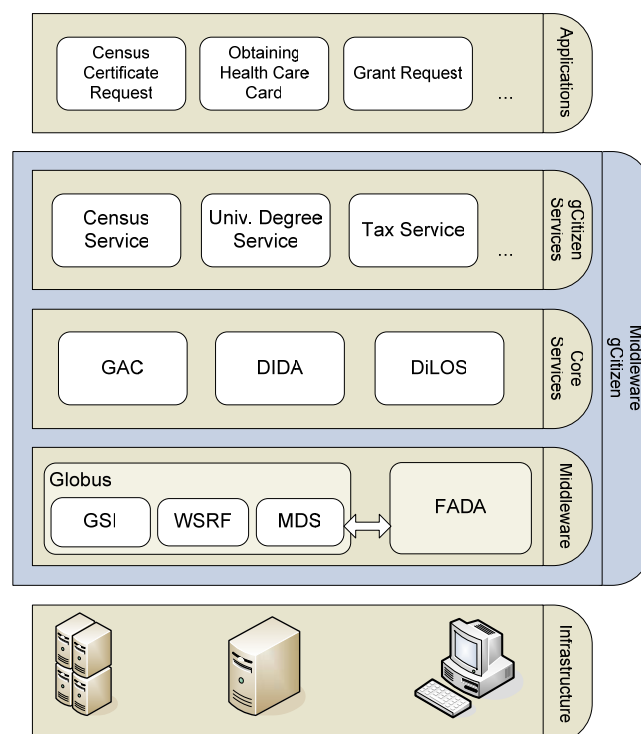 Census
Certificate
Request
Obtaining
Health Care
Card
Grant Request
...
Applications
Census
Service
Univ. Degree
Service
Tax Service
...
gCitizen
Services
GAC
DIDA
DiLOS
Core
Services
Middleware
gCitizen
Globus
GSI
WSRF
MDS
FADA
Middleware
Infrastructure